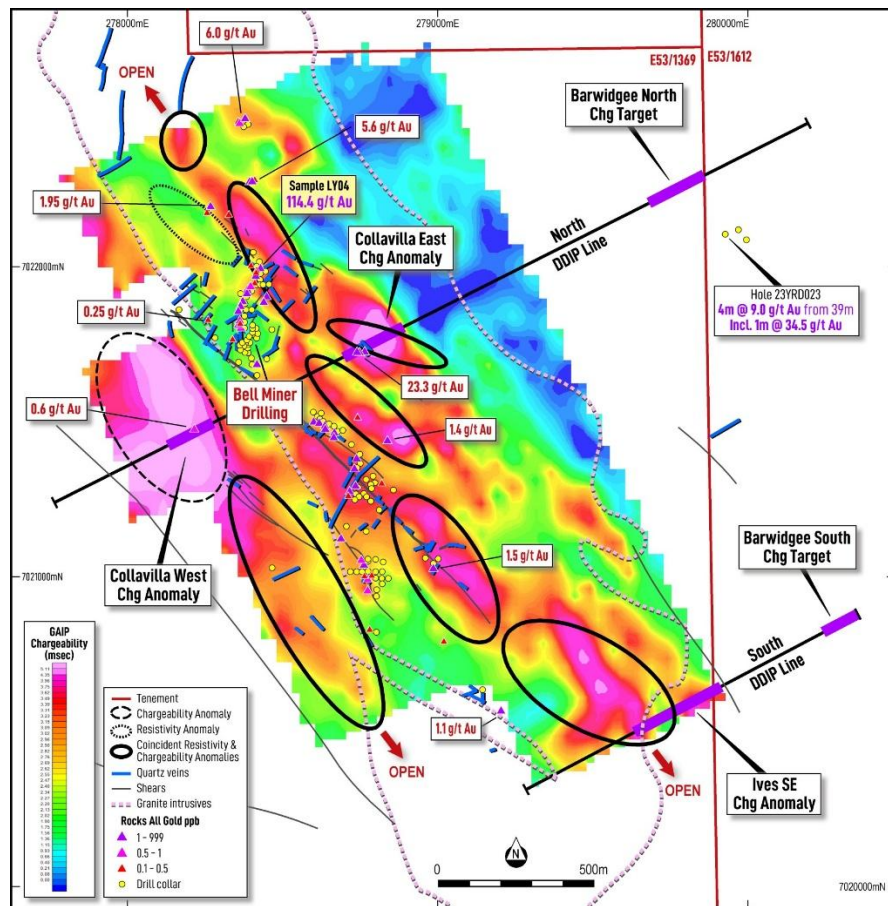 278000mE
279000mE
280000mE
6.0 g/t Au
E53/1369
E53/1612
OPEN
Barwidgee North
Chg Target
5.6 g/t Au
Sample LY04
114.4 g/t Au
1.95 g/t Au
Collavilla East
Chg Anomaly
North
DDIP Line
7022000mN
Hole 23YRD023
4m @ 9.0 g/t Au from 39m
Incl. 1m @ 34.5 g/t Au
0.25 g/t Au
23.3 g/t Au
Bell Miner
Drilling
0.6 g/t Au
1.4 g/t Au
Barwidgee South
Chg Target
1.5 g/t Au
7021000mN
Collavilla West
Chg Anomaly
South
DDIP Line
GAIP
Chargeability
(msec)
Tenement
Chargeability Anomaly
Resistivity Anomaly
Coincident Resistivity &
Chargeability Anomalies
Quartz veins
Shears
Granite intrusives
Rocks All Gold ppb
1 - 999
0.5 - 1
0.1 - 0.5
Drill collar
1.1 g/t Au
OPEN
OPEN
Ives SE
Chg Anomaly
N
0
500m
7020000mN